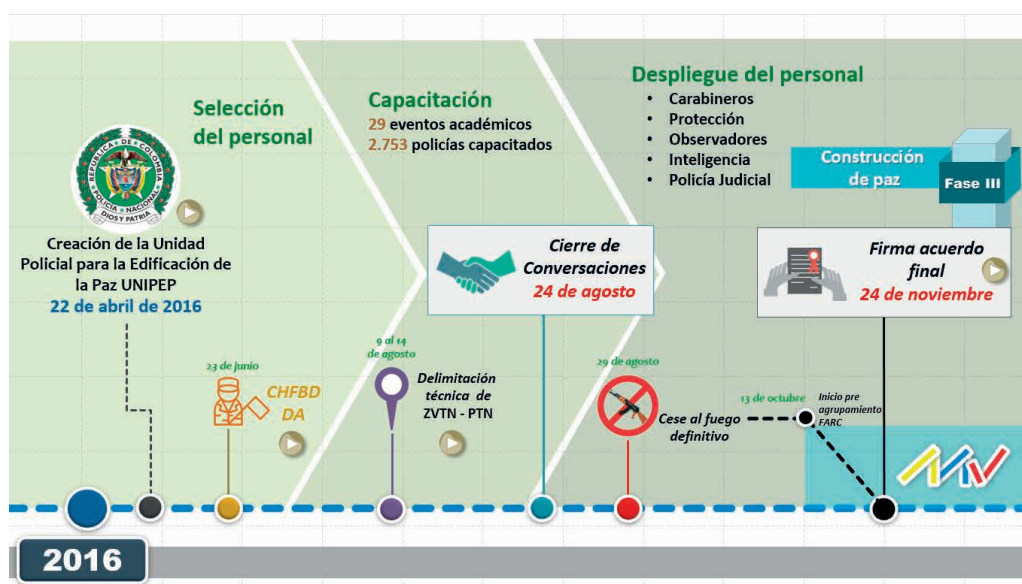 Selección
del personal
Capacitación
29 eventos académicos
2.753 policías capacitados
Despliegue del personal
• Carabineros
• Protección
• Observadores
• Inteligencia
• Policía Judicial
Construcción
de paz
Fase III
REPUBLICA DE COLOMBIA
POLICIA NACIONAL
DIOS Y PATRIA
Creación de la Unidad
Policial para la Edificación de
la Paz UNIPEP
22 de abril de 2016
Cierre de
Conversaciones
24 de agosto
Firma acuerdo
final
24 de noviembre
23 de junio
CHFBD
DA
9 al 14
de agosto
Delimitación
técnica de
ZVTN - PTN
29 de agosto
Cese al fuego
definitivo
13 de octubre
Inicio pre
agrupamiento
FARC
2016